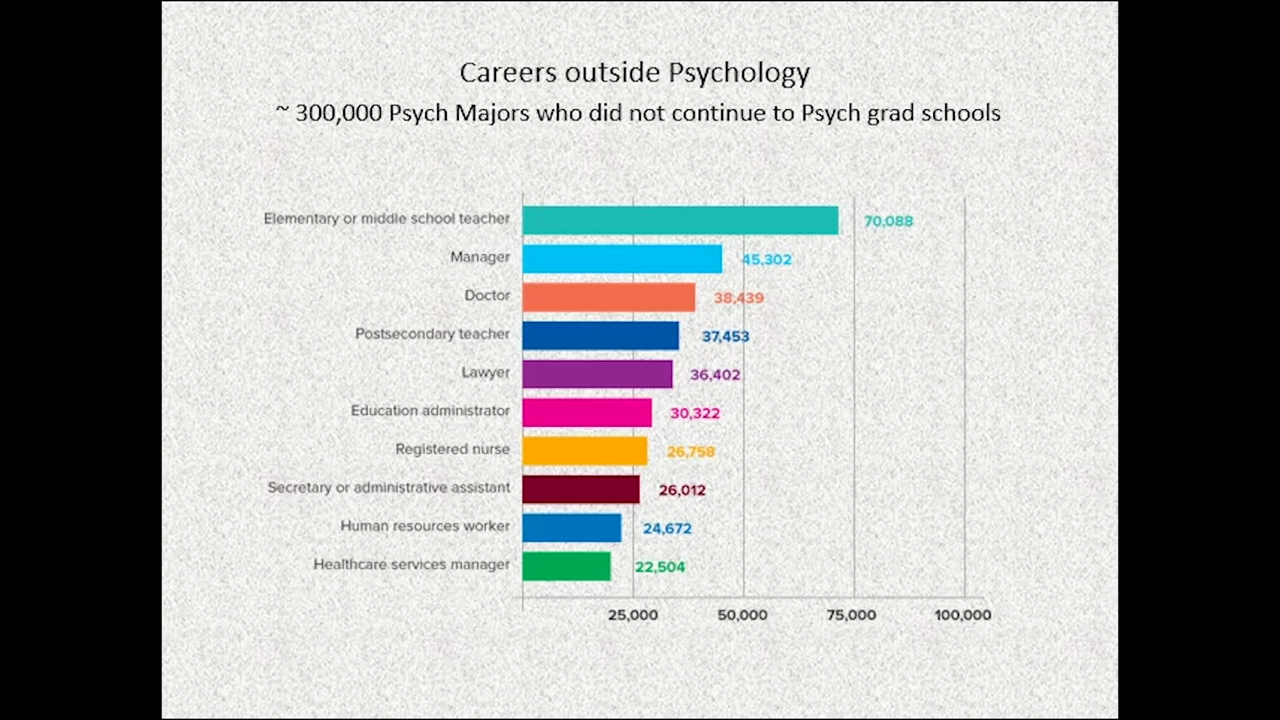 Careers outside Psychology
~ 300,000 Psych Majors who did not continue to Psych grad schools
Elementary or middle school teacher 70,088
Manager 45,302
Doctor 38,439
Postsecondary teacher 37,453
Lawyer 36,402
Education administrator 30,322
Registered nurse 26,758
Secretary or administrative assistant 26,012
Human resources worker 24,672
Healthcare services manager 22,504
25,000 50,000 75,000 100,000